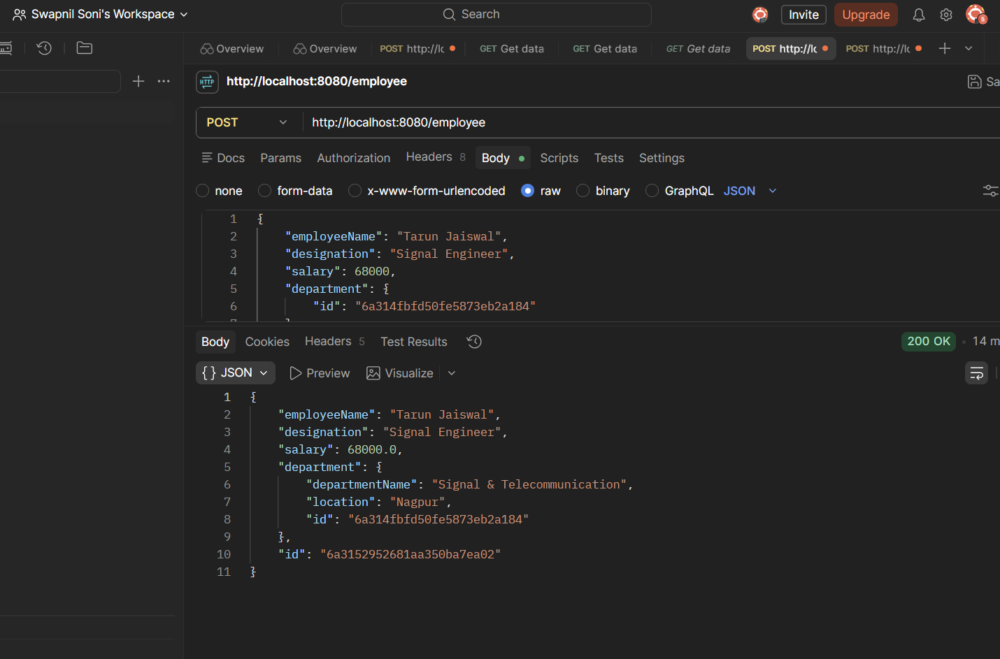 Swapnil Soni's Workspace
Search
Invite
Upgrade
Overview
Overview
POST http://lc
GET Get data
GET Get data
GET Get data
POST http://lc
POST http://lc
HTTP
http://localhost:8080/employee
Sa
POST
http://localhost:8080/employee
Docs Params Authorization Headers 8 Body Scripts Tests Settings
none form-data x-www-form-urlencoded raw binary GraphQL JSON
1 {
2 "employeeName": "Tarun Jaiswal",
3 "designation": "Signal Engineer",
4 "salary": 68000,
5 "department": {
6 "id": "6a314fbfd50fe5873eb2a184"
Body Cookies Headers 5 Test Results
200 OK • 14 m
{} JSON Preview Visualize
1 {
2 "employeeName": "Tarun Jaiswal",
3 "designation": "Signal Engineer",
4 "salary": 68000.0,
5 "department": {
6 "departmentName": "Signal & Telecommunication",
7 "location": "Nagpur",
8 "id": "6a314fbfd50fe5873eb2a184"
9 },
10 "id": "6a3152952681aa350ba7ea02"
11 }